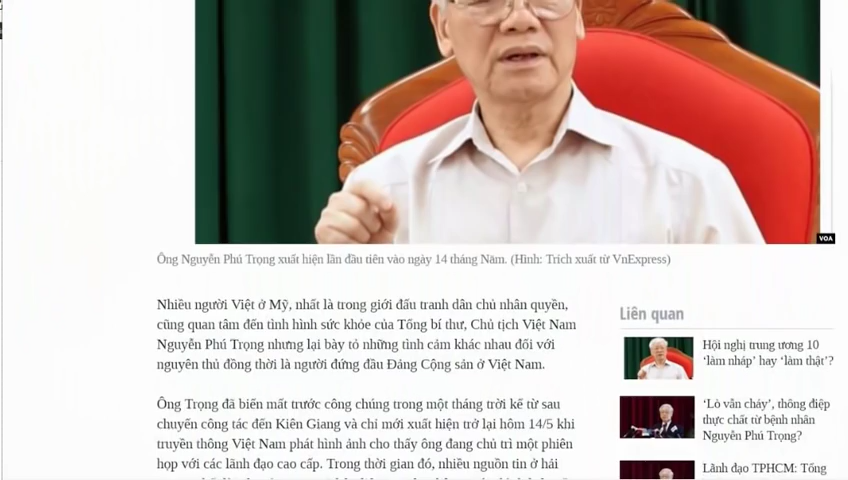 VOA
Ông Nguyễn Phú Trọng xuất hiện lần đầu tiên vào ngày 14 tháng Năm. (Hình: Trích xuất từ VnExpress)
Nhiều người Việt ở Mỹ, nhất là trong giới đấu tranh dân chủ nhân quyền,
cũng quan tâm đến tình hình sức khỏe của Tổng bí thư, Chủ tịch Việt Nam
Nguyễn Phú Trọng nhưng lại bày tỏ những tình cảm khác nhau đối với
nguyên thủ đồng thời là người đứng đầu Đảng Cộng sản ở Việt Nam.
Ông Trọng đã biến mất trước công chúng trong một tháng trời kể từ sau
chuyến công tác đến Kiên Giang và chỉ mới xuất hiện trở lại hôm 14/5 khi
truyền thông Việt Nam phát hình ảnh cho thấy ông đang chủ trì một phiên
họp với các lãnh đạo cao cấp. Trong thời gian đó, nhiều nguồn tin ở hải
Liên quan
Hội nghị trung ương 10
'làm nháp' hay 'làm thật'?
'Lò vẫn cháy', thông điệp
thực chất từ bệnh nhân
Nguyễn Phú Trọng?
Lãnh đạo TPHCM: Tổng